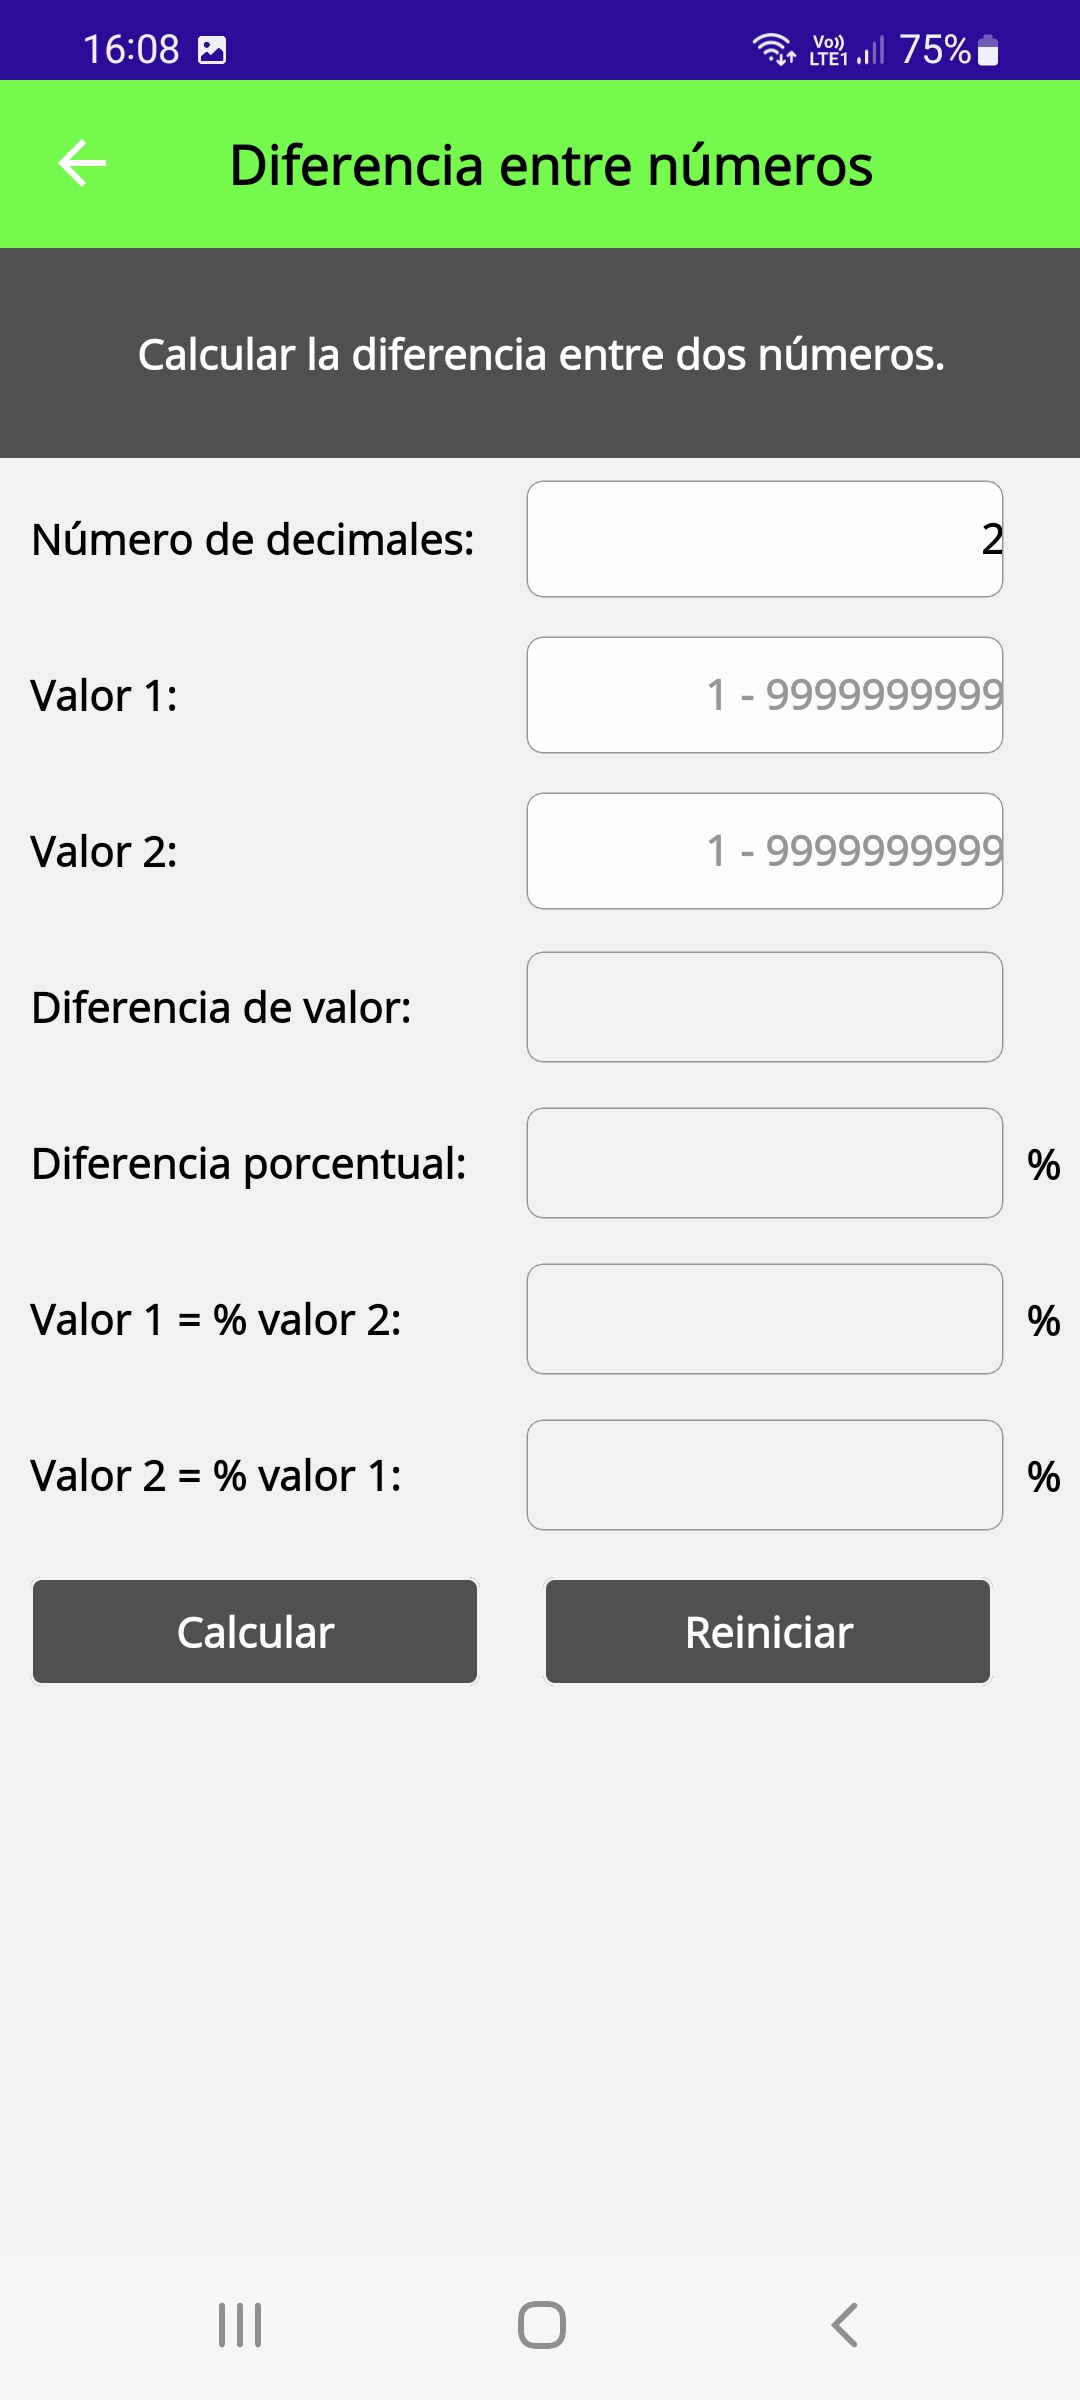 16:08 Vo)) LTE1 75%
Diferencia entre números
Calcular la diferencia entre dos números.
Número de decimales: 2
Valor 1: 1 - 9999999999
Valor 2: 1 - 9999999999
Diferencia de valor:
Diferencia porcentual: %
Valor 1 = % valor 2: %
Valor 2 = % valor 1: %
Calcular Reiniciar